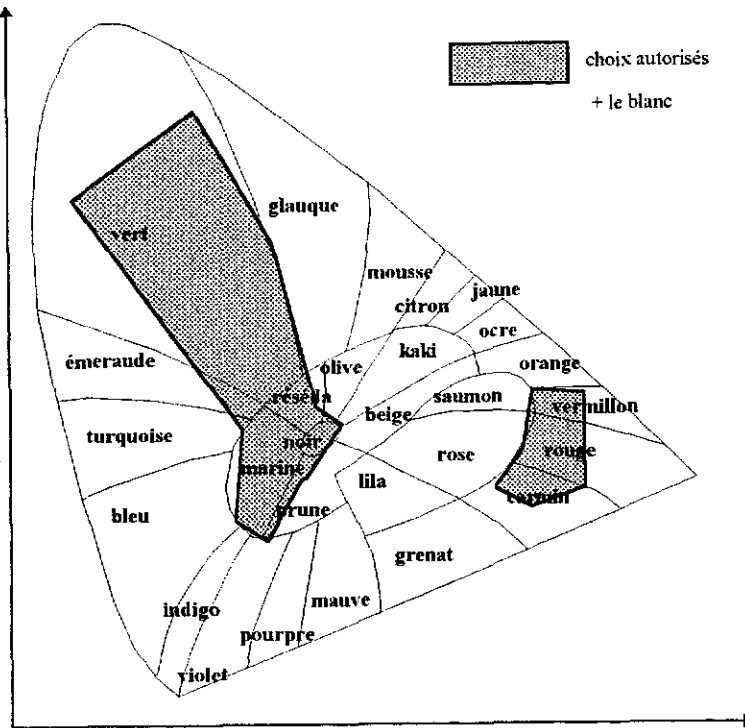 choix autorisés
+ le blanc
glauque
vert
mousse
jaune
citron
ocre
kaki
émeraude
olive
orange
réséda
saumon
beige
vermillon
turquoise
noir
rouge
rose
marine
lila
carmin
prune
bleu
grenat
mauve
indigo
pourpre
violet